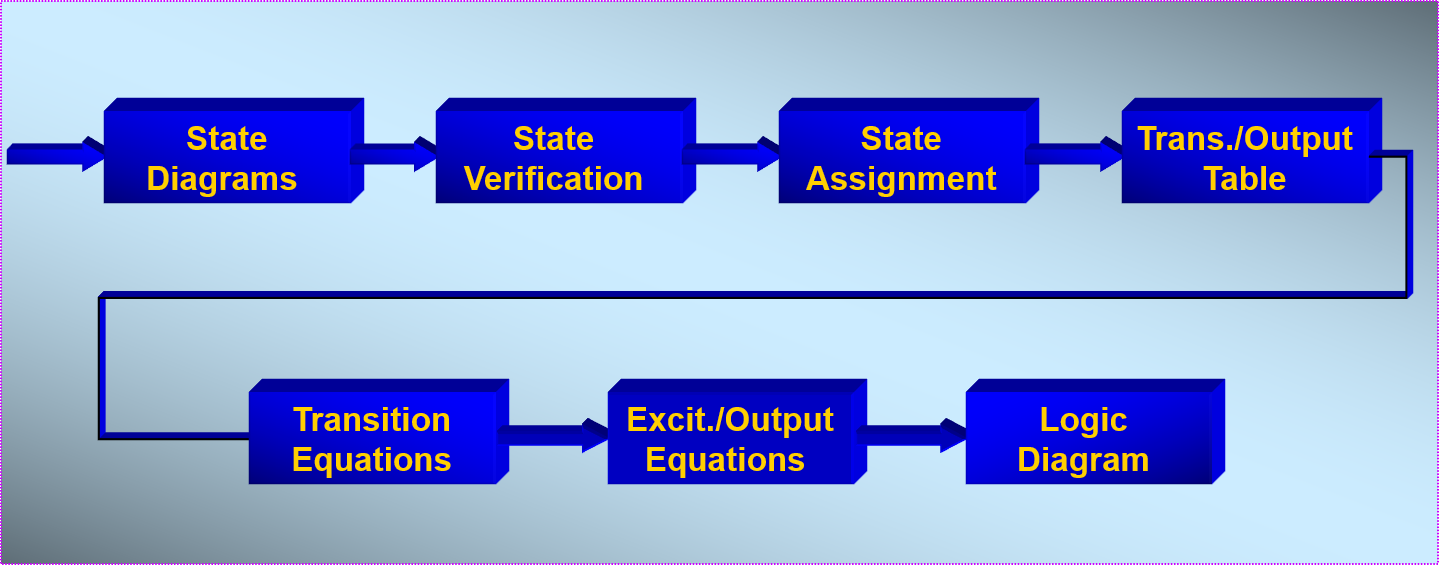 State
Diagrams
State
Verification
State
Assignment
Trans./Output
Table
Transition
Equations
Excit./Output
Equations
Logic
Diagram